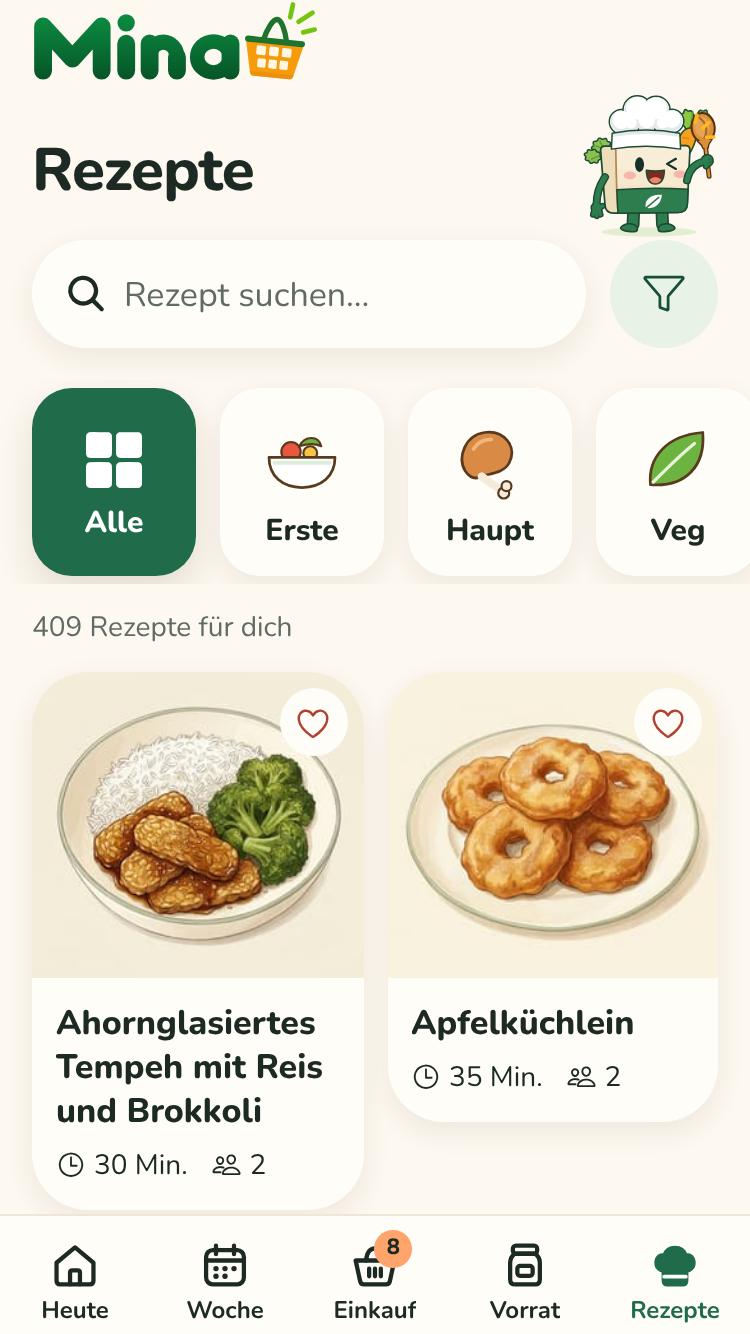 Mina
Rezepte
Rezept suchen...
Alle
Erste
Haupt
Veg
409 Rezepte für dich
Ahornglasiertes
Tempeh mit Reis
und Brokkoli
30 Min. 2
Apfelküchlein
35 Min. 2
8
Heute
Woche
Einkauf
Vorrat
Rezepte